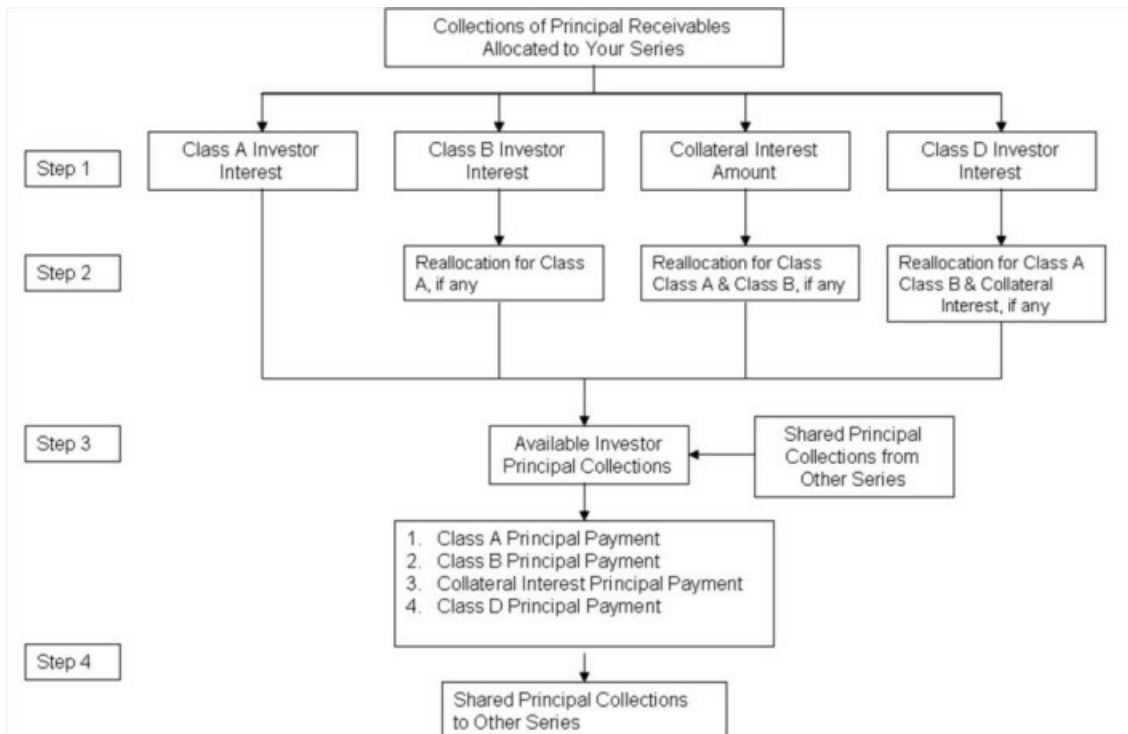 Collections of Principal Receivables
Allocated to Your Series
Step 1
Class A Investor
Interest
Class B Investor
Interest
Collateral Interest
Amount
Class D Investor
Interest
Step 2
Reallocation for Class
A, if any
Reallocation for Class
Class A & Class B, if any
Reallocation for Class A
Class B & Collateral
Interest, if any
Step 3
Available Investor
Principal Collections
Shared Principal
Collections from
Other Series
1. Class A Principal Payment
2. Class B Principal Payment
3. Collateral Interest Principal Payment
4. Class D Principal Payment
Step 4
Shared Principal Collections
to Other Series